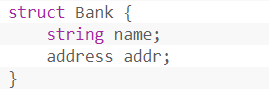 struct Bank {
    string name;
    address addr;
}